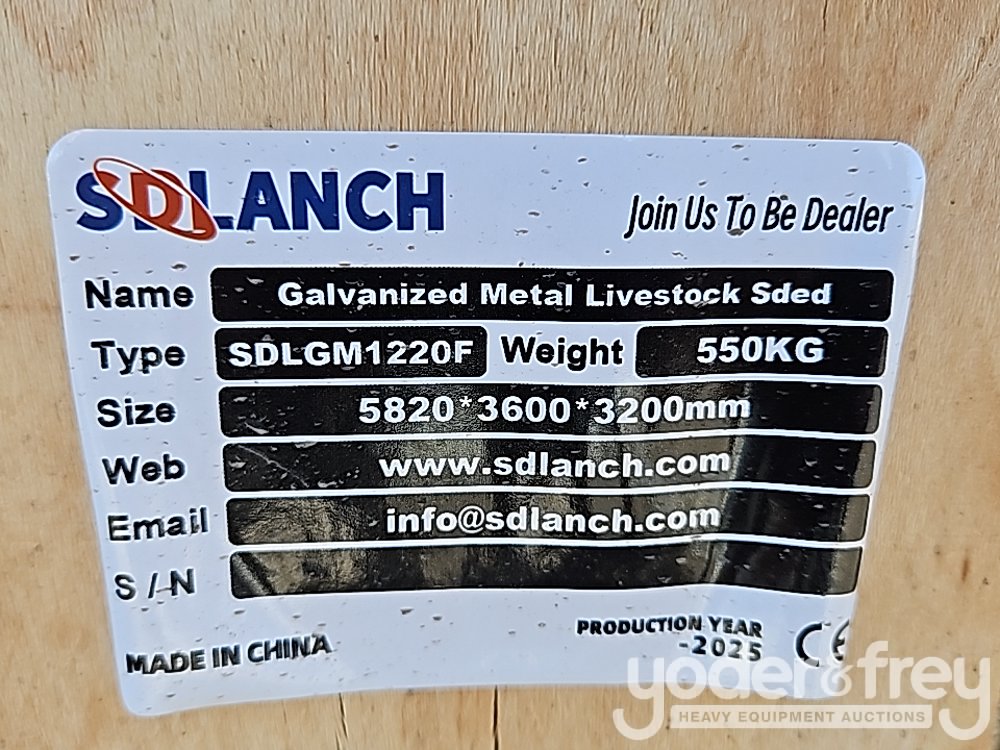 SDLANCH
Join Us To Be Dealer
Name Galvanized Metal Livestock Sded
Type SDLGM1220F Weight 550KG
Size 5820*3600*3200mm
Web www.sdlanch.com
Email info@sdlanch.com
S/N
MADE IN CHINA
PRODUCTION YEAR
-2025
CE
yoder&frey
HEAVY EQUIPMENT AUCTIONS